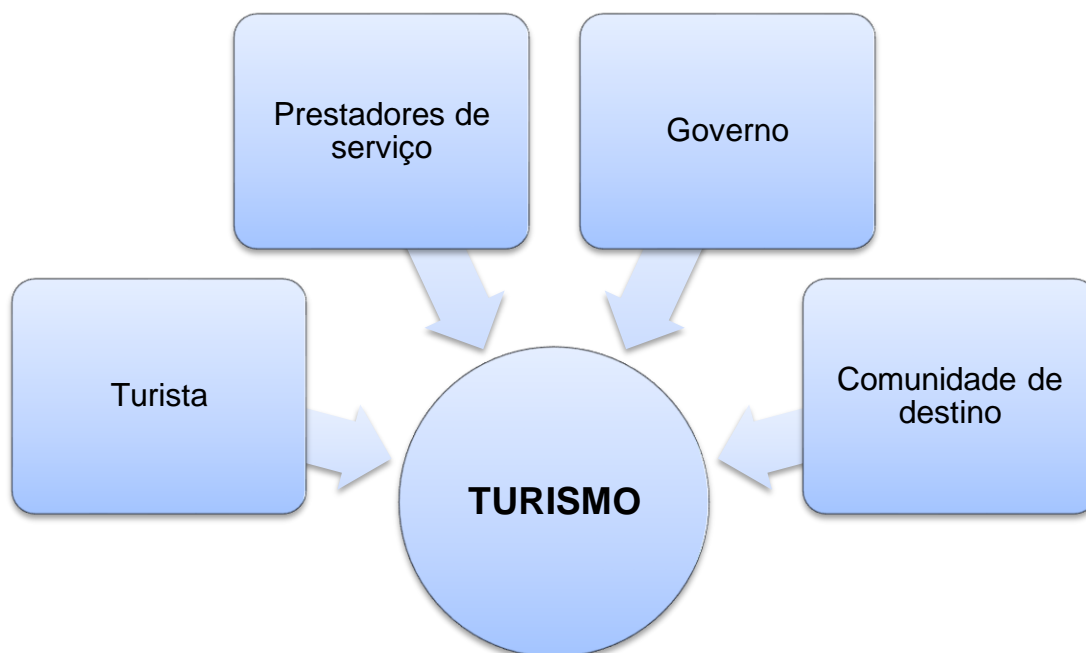 Prestadores de
serviço
Governo
Turista
Comunidade de
destino
TURISMO